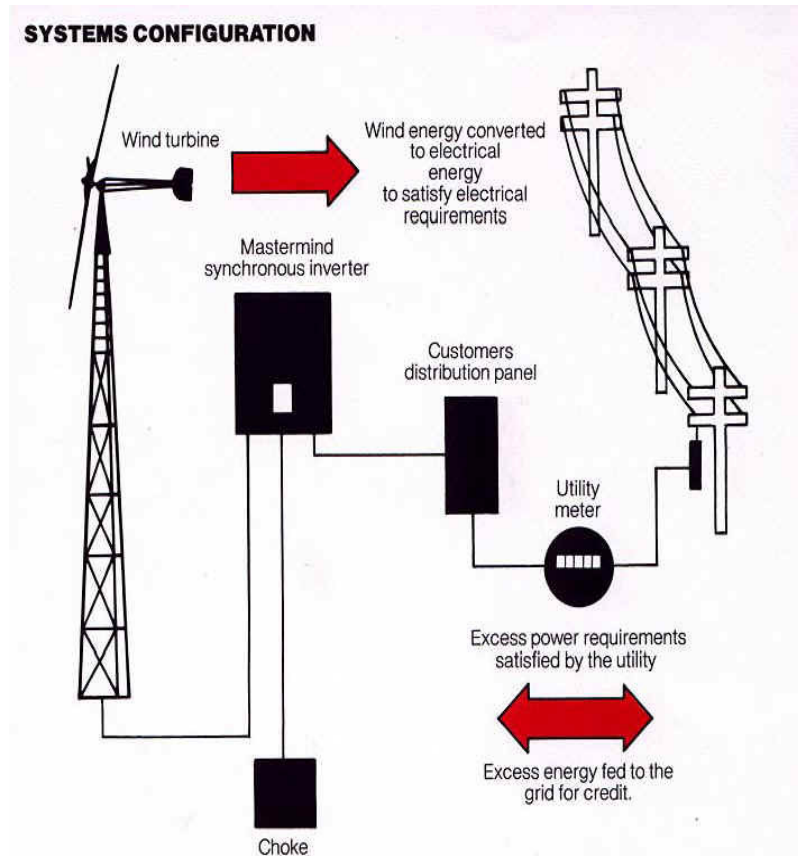 SYSTEMS CONFIGURATION
Wind turbine
Wind energy converted
to electrical
energy
to satisfy electrical
requirements
Mastermind
synchronous inverter
Customers
distribution panel
Utility
meter
Excess power requirements
satisfied by the utility
Excess energy fed to the
grid for credit.
Choke